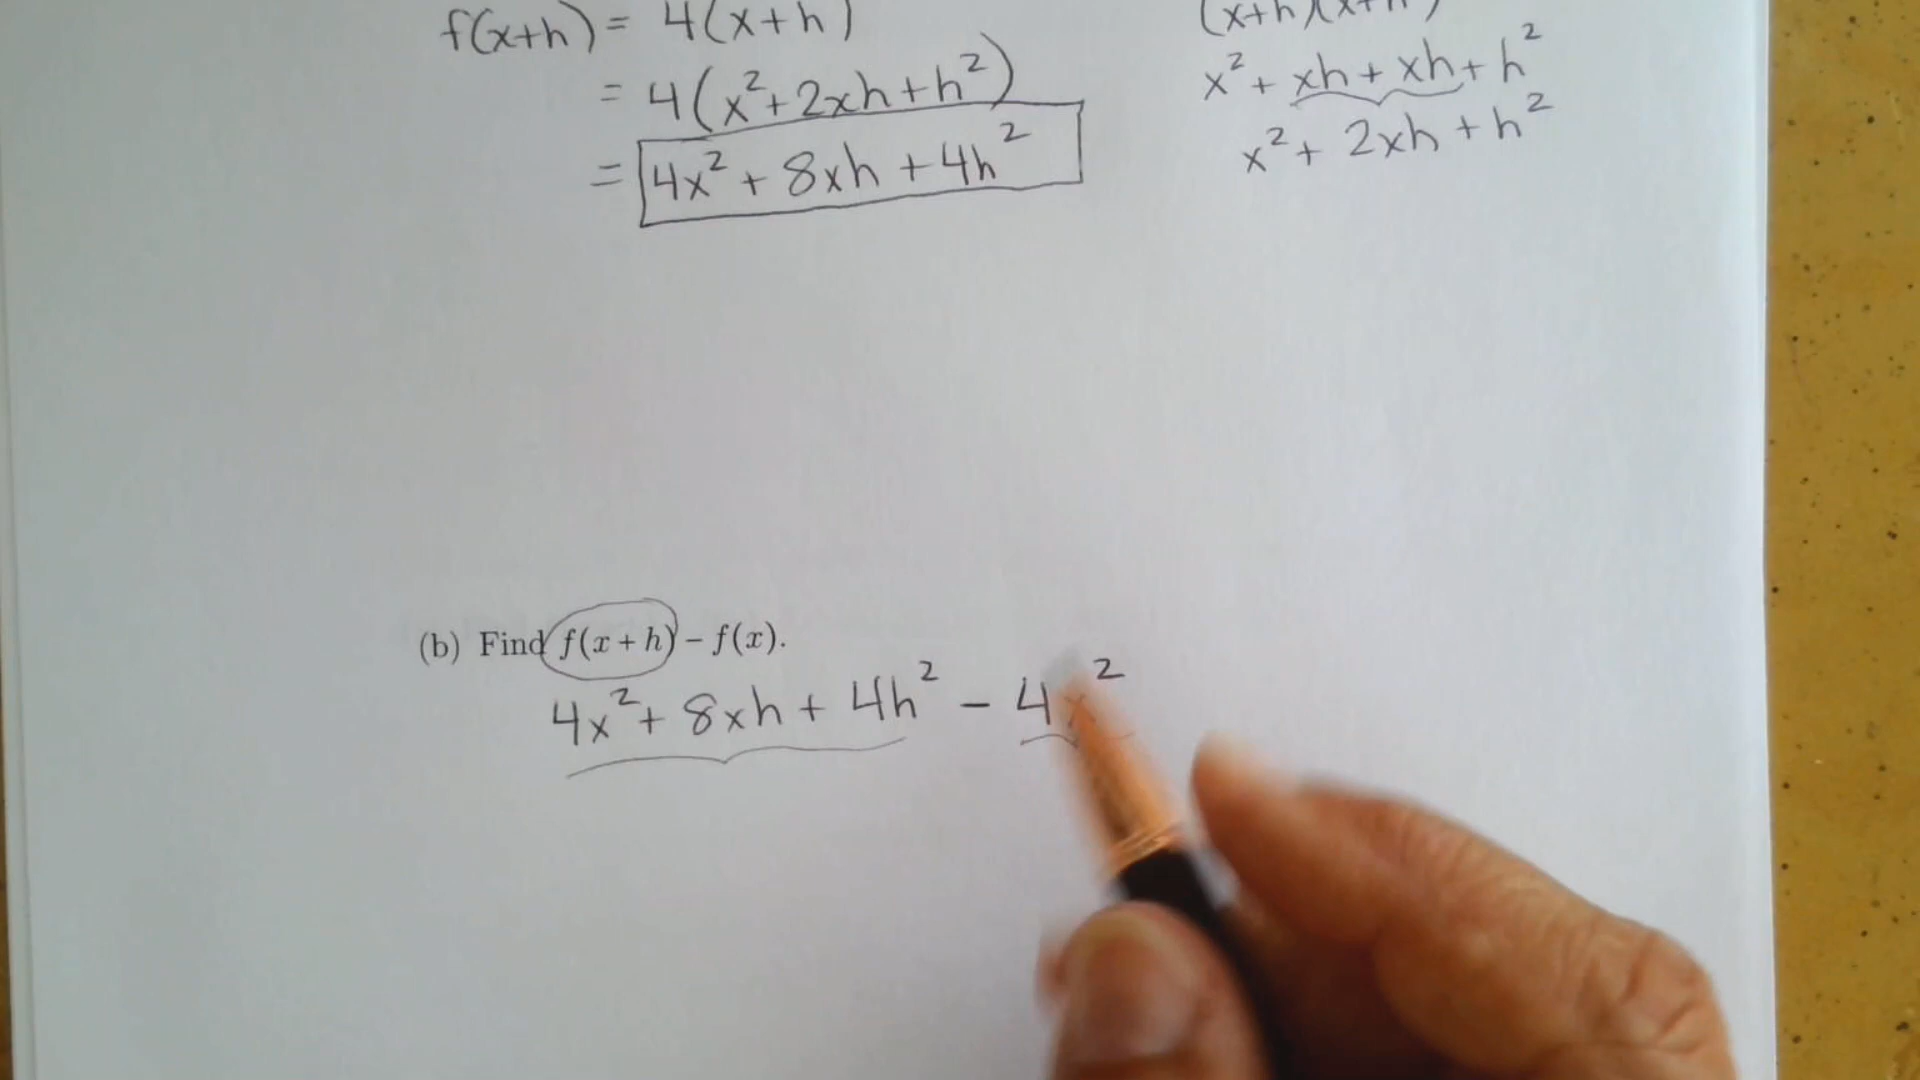 f(x+h) = 4(x+h)
= 4(x²+2xh+h²)
= 4x² + 8xh + 4h²
(x+h)(x+h)
x² + xh + xh + h²
x² + 2xh + h²
(b) Find f(x + h) – f(x).
4x² + 8xh + 4h² – 4x²